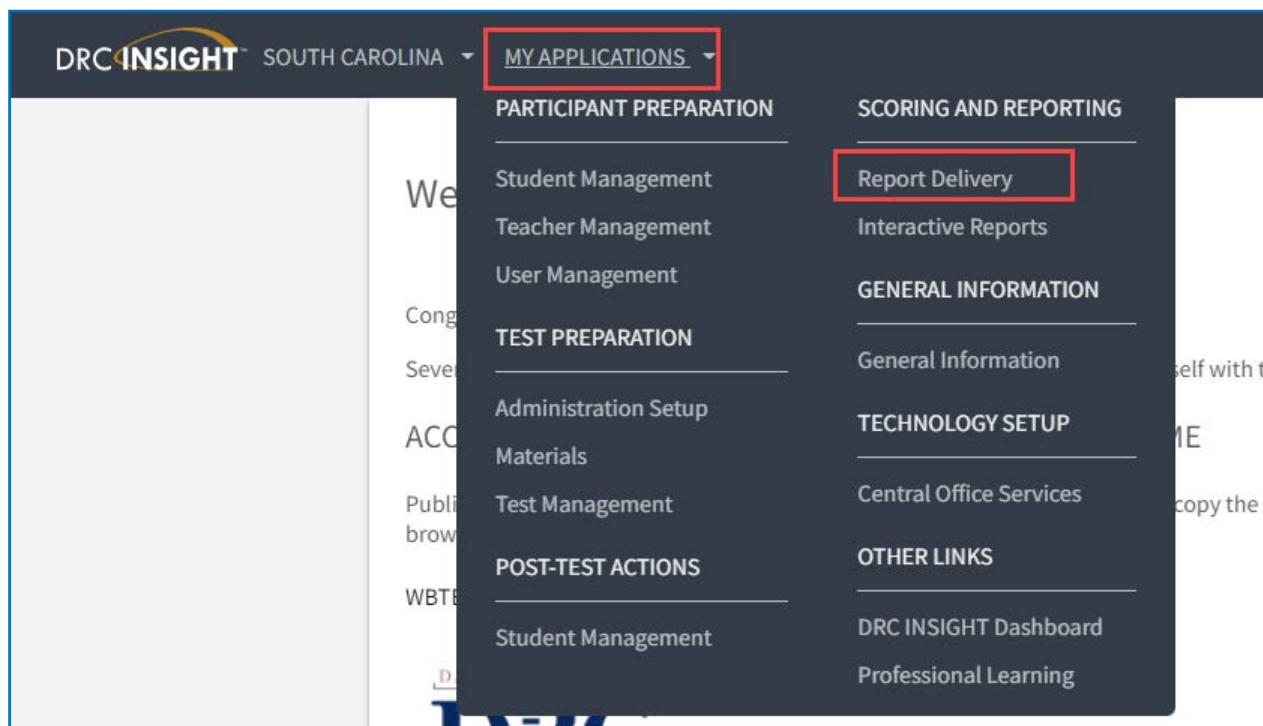 DRC INSIGHT™ SOUTH CAROLINA MY APPLICATIONS
PARTICIPANT PREPARATION
Student Management
Teacher Management
User Management
TEST PREPARATION
Administration Setup
Materials
Test Management
POST-TEST ACTIONS
Student Management
SCORING AND REPORTING
Report Delivery
Interactive Reports
GENERAL INFORMATION
General Information
TECHNOLOGY SETUP
Central Office Services
OTHER LINKS
DRC INSIGHT Dashboard
Professional Learning
We
Cong
Sever
self with t
ACC
ME
Publi
copy the
brow
WBTE